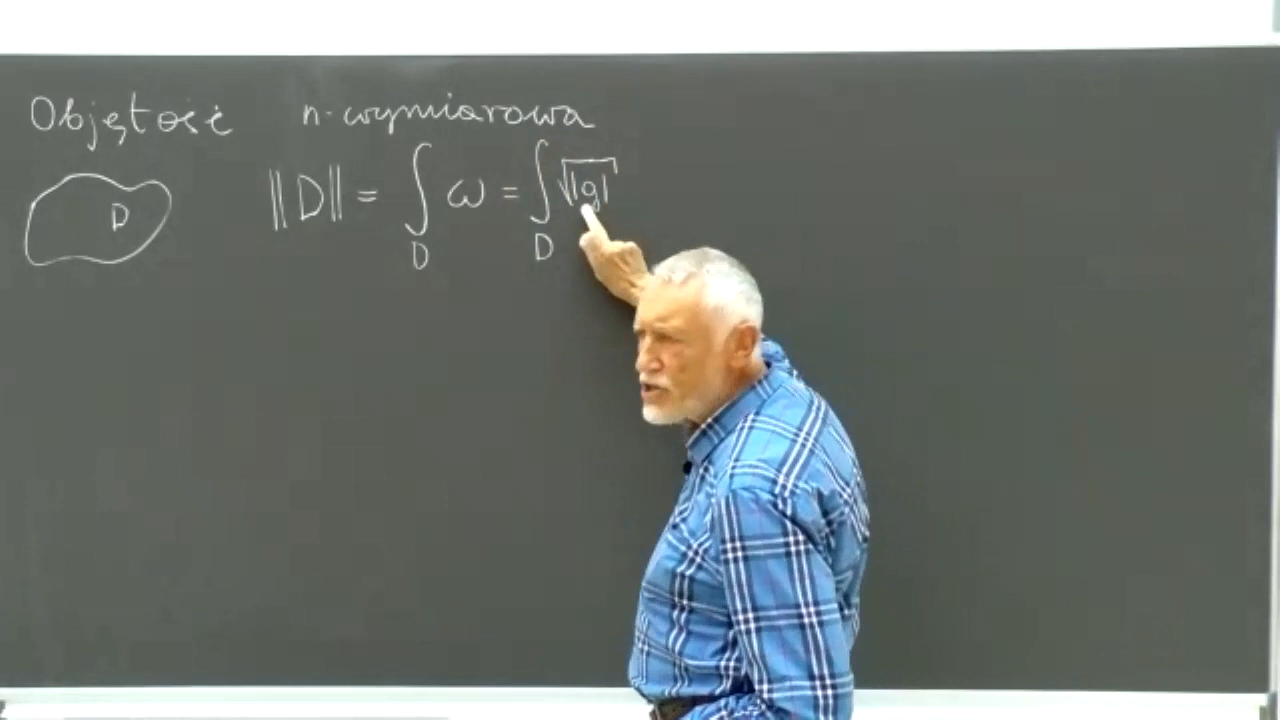 Objętość n-wymiarowa
D ||D|| = ∫_D ω = ∫_D √|g|